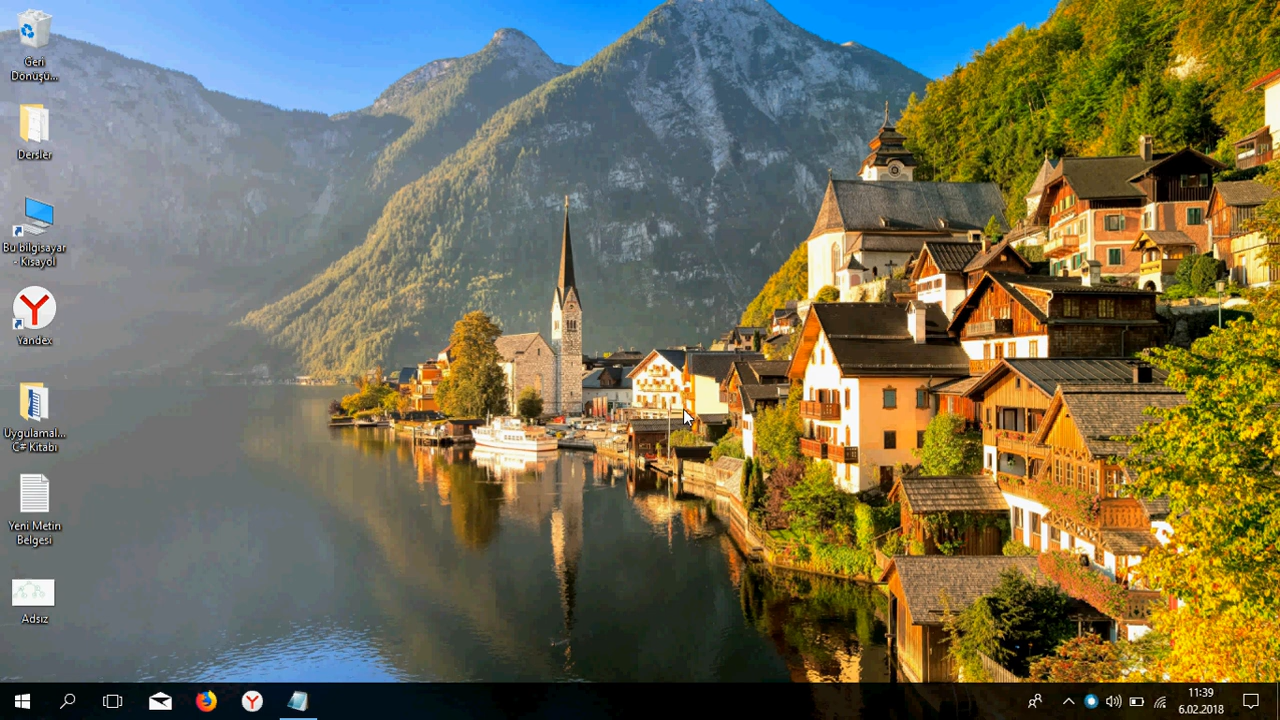 Geri
Dönüşü...
Dersler
Bu bilgisayar
- Kısayol
Yandex
Uygulamal...
C# Kitabı
Yeni Metin
Belgesi
Adsız
11:39
6.02.2018